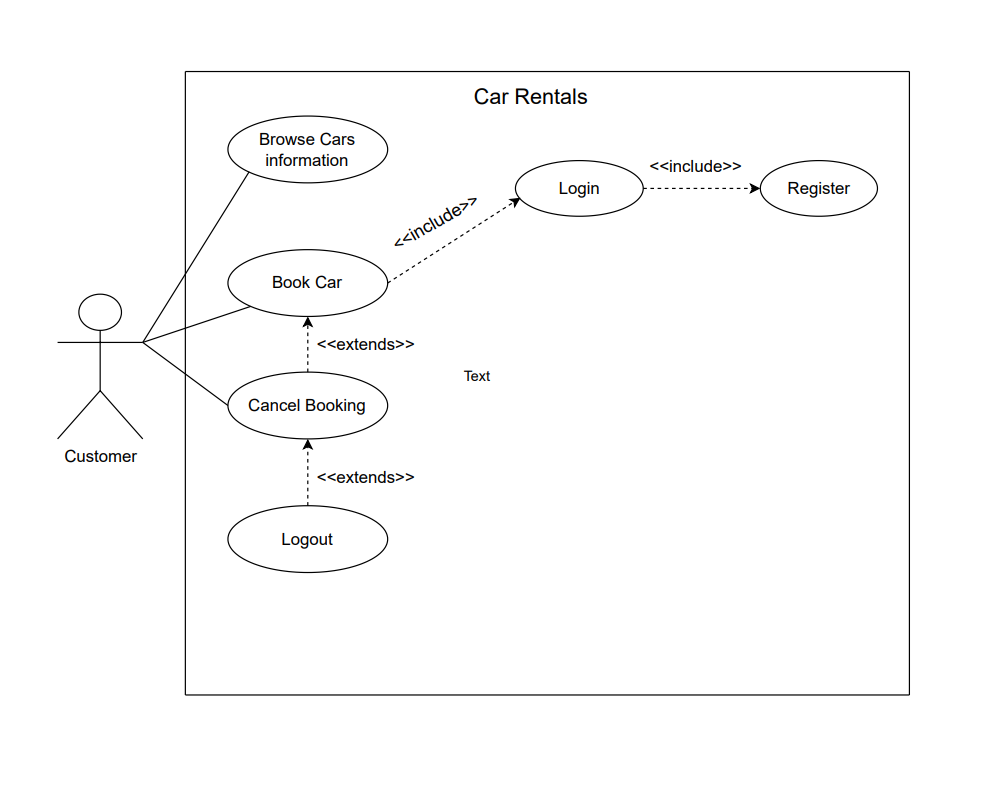 Car Rentals
Browse Cars
information
<<include>>
Login
Register
<<include>>
Book Car
<<extends>>
Text
Cancel Booking
Customer
<<extends>>
Logout